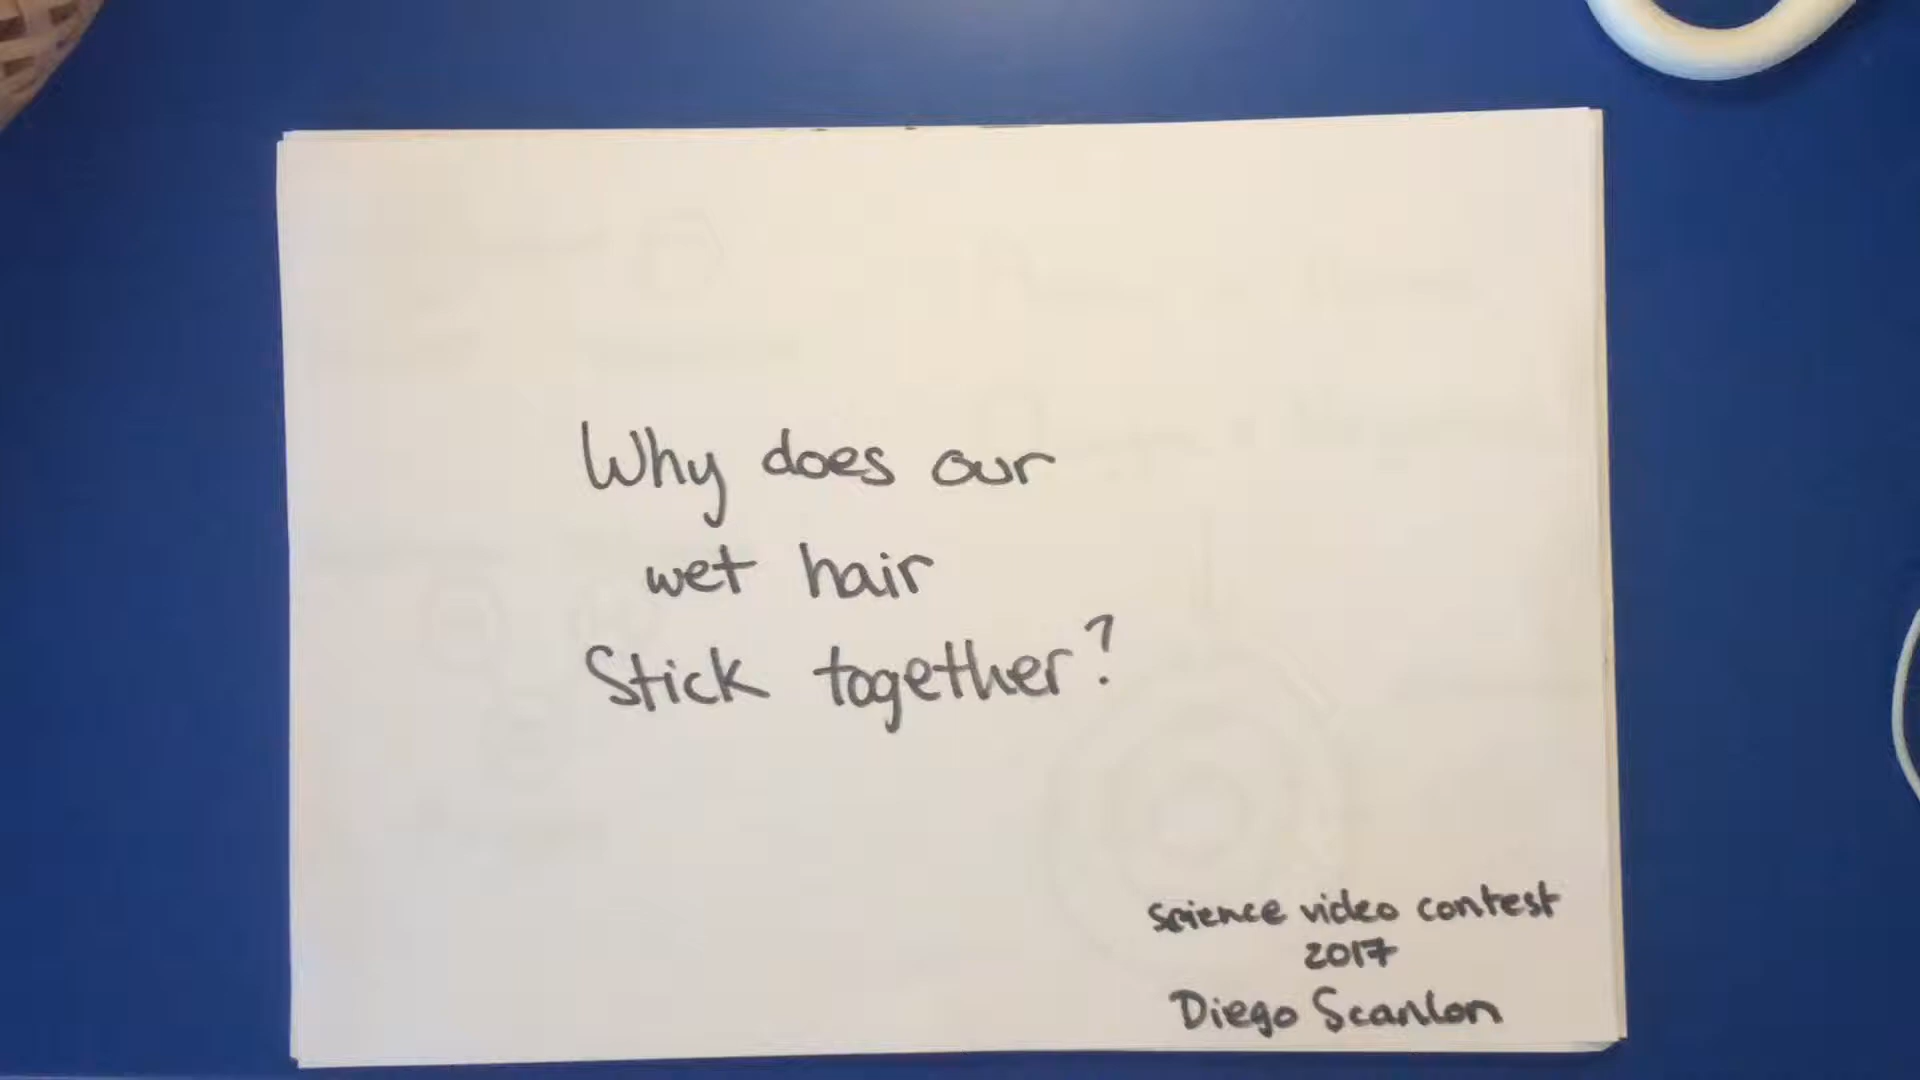 Why does our
wet hair
Stick together?
science video contest
2017
Diego Scanlon